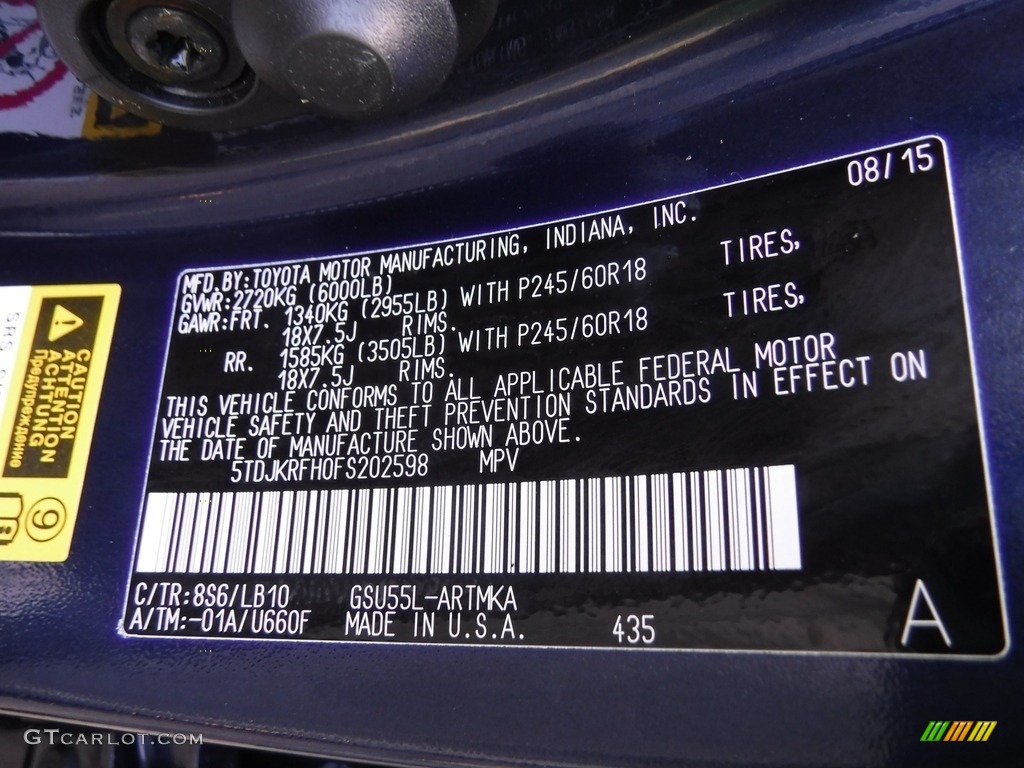 08/15
MFD.BY:TOYOTA MOTOR MANUFACTURING, INDIANA, INC.
GVWR:2720KG (6000LB)
GAWR:FRT. 1340KG (2955LB) WITH P245/60R18 TIRES,
18X7.5J RIMS.
RR. 1585KG (3505LB) WITH P245/60R18 TIRES,
18X7.5J RIMS.
THIS VEHICLE CONFORMS TO ALL APPLICABLE FEDERAL MOTOR
VEHICLE SAFETY AND THEFT PREVENTION STANDARDS IN EFFECT ON
THE DATE OF MANUFACTURE SHOWN ABOVE.
5TDJKRFH0FS202598 MPV
C/TR:8S6/LB10 GSU55L-ARTMKA
A/TM:-01A/U660F MADE IN U.S.A. 435 A
CAUTION
ATTENTION
ACHTUNG
Предупреждение
9
SRS
GTCARLOT.COM